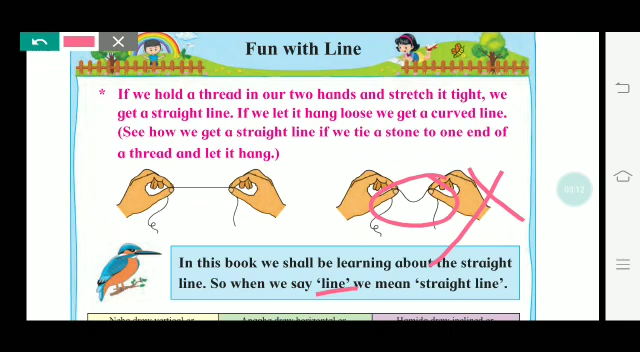 Fun with Line
* If we hold a thread in our two hands and stretch it tight, we
get a straight line. If we let it hang loose we get a curved line.
(See how we get a straight line if we tie a stone to one end of
a thread and let it hang.)
00:12
In this book we shall be learning about the straight
line. So when we say ‘line’ we mean ‘straight line’.